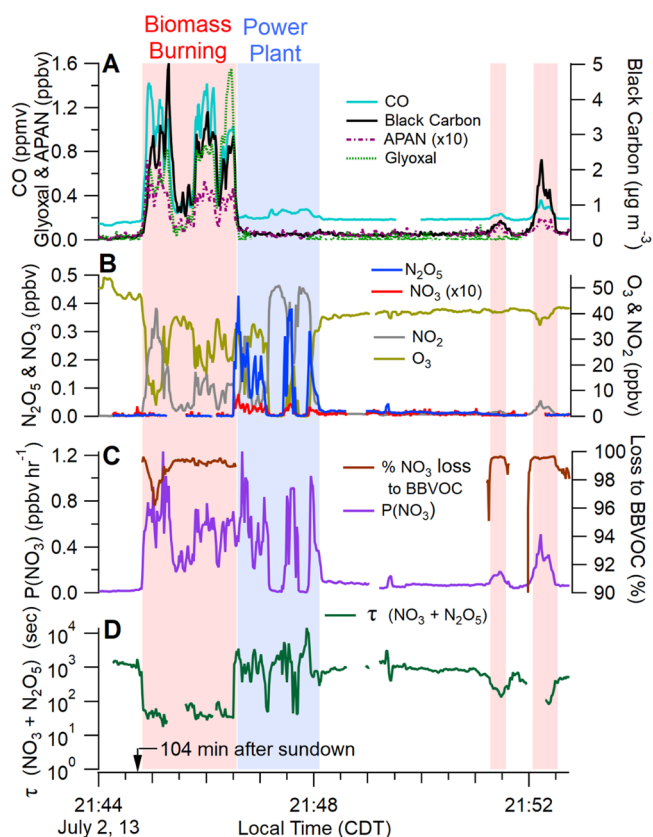 Biomass
Burning
Power
Plant
A
CO (ppmv)
Glyoxal & APAN (ppbv)
1.6
1.2
0.8
0.4
0.0
CO
Black Carbon
APAN (x10)
Glyoxal
5
4
3
2
1
0
Black Carbon (µg m⁻³)
B
N₂O₅ & NO₃ (ppbv)
0.5
0.4
0.3
0.2
0.1
0.0
N₂O₅
NO₃ (x10)
NO₂
O₃
50
40
30
20
10
0
O₃ & NO₂ (ppbv)
C
P(NO₃) (ppbv hr⁻¹)
1.2
0.8
0.4
0.0
% NO₃ loss
to BBVOC
P(NO₃)
100
98
96
94
92
90
Loss to BBVOC (%)
D
τ (NO₃ + N₂O₅) (sec)
10⁴
10³
10²
10¹
10⁰
τ (NO₃ + N₂O₅)
104 min after sundown
21:44
21:48
21:52
July 2, 13
Local Time (CDT)